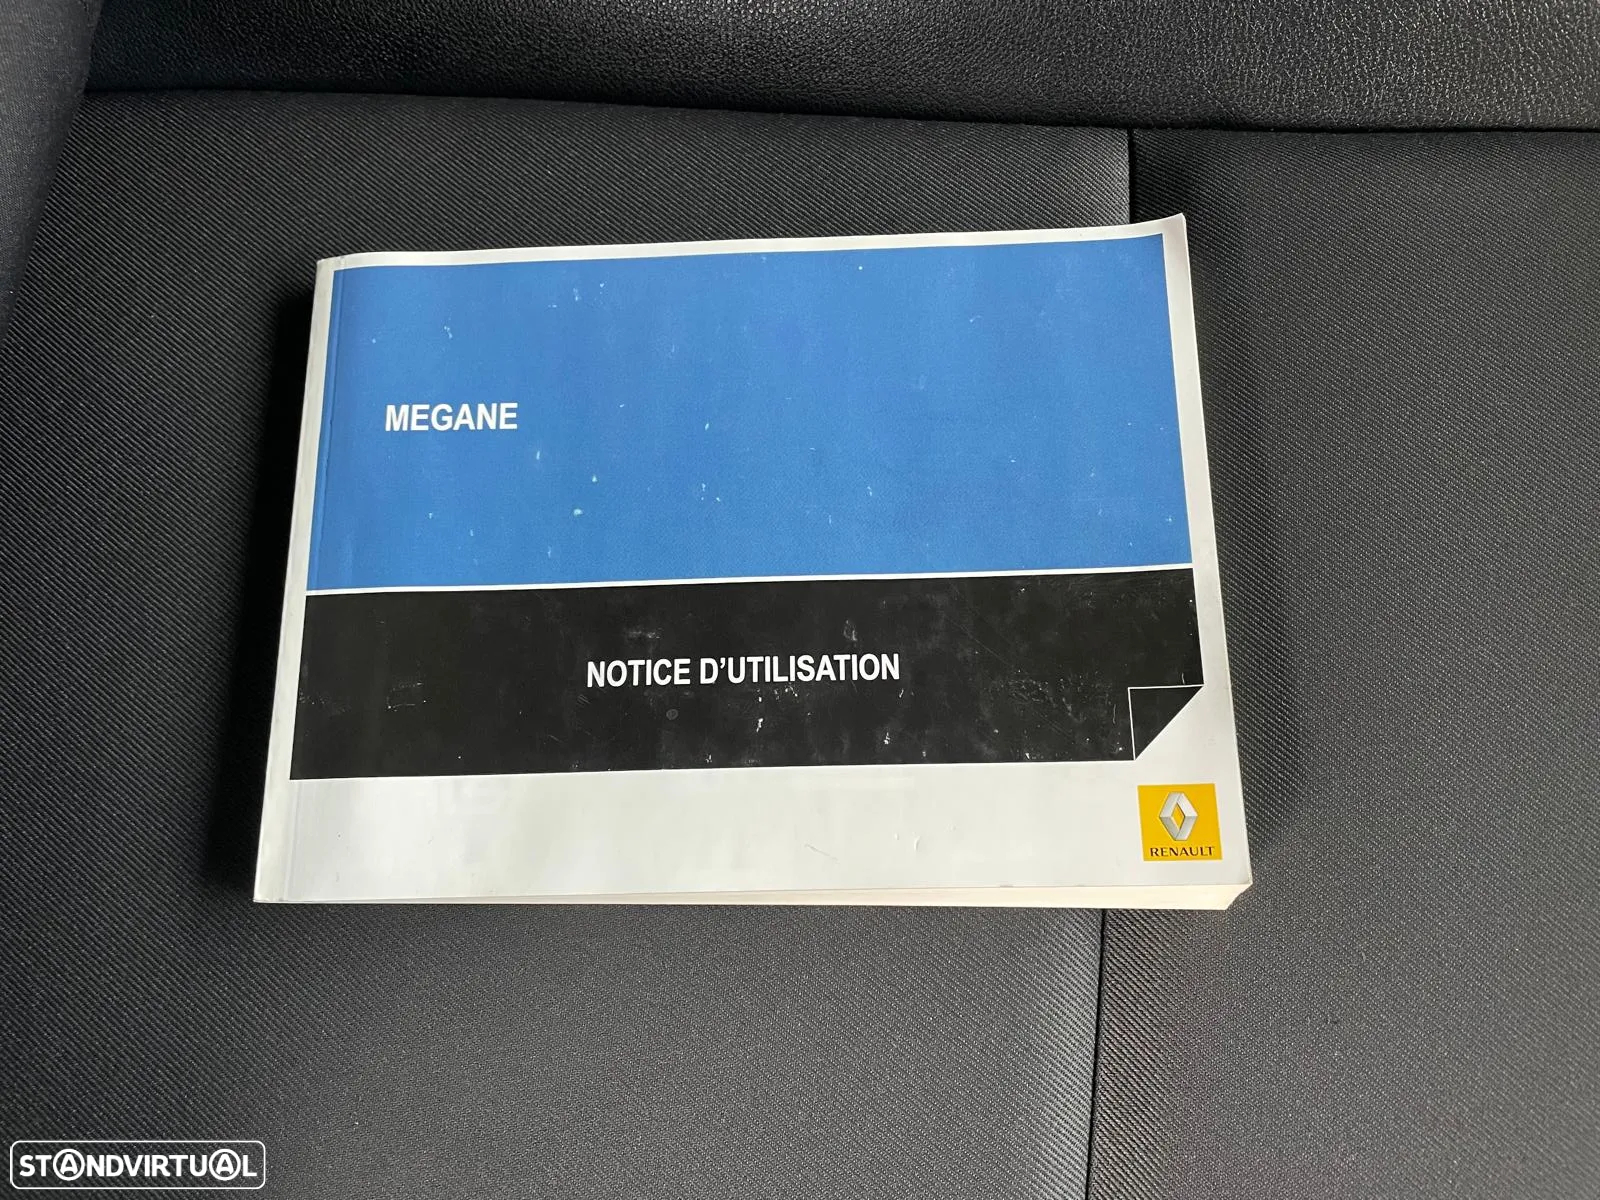 MEGANE
NOTICE D'UTILISATION
RENAULT
STANDVIRTUAL